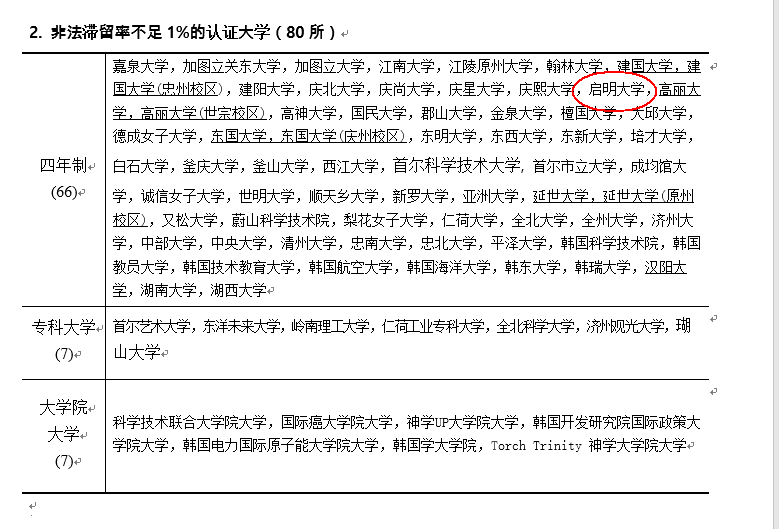 2. 非法滞留率不足 1%的认证大学（80 所）
四年制
(66)
嘉泉大学，加图立关东大学，加图立大学，江南大学，江陵原州大学，翰林大学，建国大学，建
国大学(忠州校区)，建阳大学，庆北大学，庆尚大学，庆星大学，庆熙大学，启明大学，高丽大
学，高丽大学(世宗校区)，高神大学，国民大学，郡山大学，金泉大学，檀国大学，大邱大学，
德成女子大学，东国大学，东国大学(庆州校区)，东明大学，东西大学，东新大学，培才大学，
白石大学，釜庆大学，釜山大学，西江大学，首尔科学技术大学，首尔市立大学，成均馆大
学，诚信女子大学，世明大学，顺天乡大学，新罗大学，亚洲大学，延世大学，延世大学(原州
校区)，又松大学，蔚山科学技术院，梨花女子大学，仁荷大学，全北大学，全州大学，济州大
学，中部大学，中央大学，清州大学，忠南大学，忠北大学，平泽大学，韩国科学技术院，韩国
教员大学，韩国技术教育大学，韩国航空大学，韩国海洋大学，韩东大学，韩瑞大学，汉阳大
学，湖南大学，湖西大学
专科大学
(7)
首尔艺术大学，东洋未来大学，岭南理工大学，仁荷工业专科大学，全北科学大学，济州观光大学，瑚
山大学
大学院
大学
(7)
科学技术联合大学院大学，国际癌大学院大学，神学UP大学院大学，韩国开发研究院国际政策大
学院大学，韩国电力国际原子能大学院大学，韩国学大学院，Torch Trinity 神学大学院大学